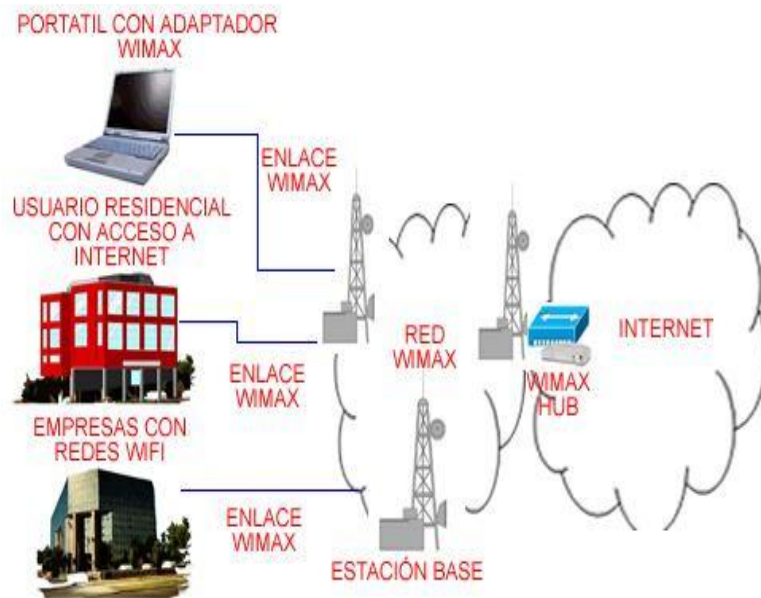 PORTATIL CON ADAPTADOR
WIMAX
ENLACE
WIMAX
USUARIO RESIDENCIAL
CON ACCESO A
INTERNET
RED
WIMAX
INTERNET
ENLACE
WIMAX
WIMAX
HUB
EMPRESAS CON
REDES WIFI
ENLACE
WIMAX
ESTACIÓN BASE